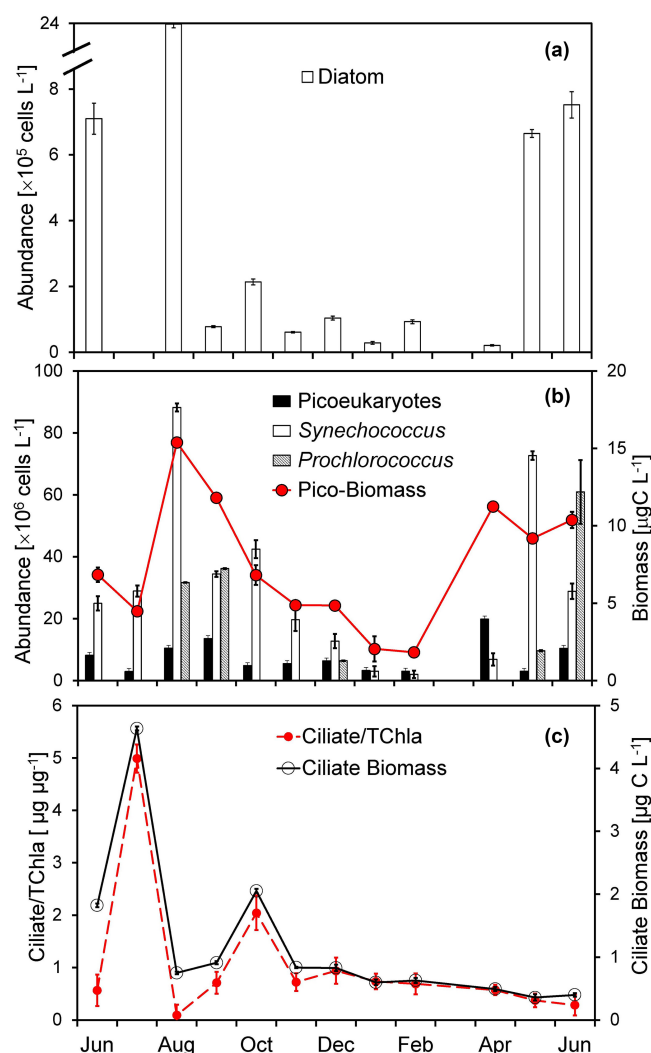 24
(a)
Diatom
8
6
4
2
0
Abundance [×10⁵ cells L⁻¹]
100
80
60
40
20
0
Abundance [×10⁶ cells L⁻¹]
(b)
Picoeukaryotes
Synechococcus
Prochlorococcus
Pico-Biomass
20
15
10
5
0
Biomass [µgC L⁻¹]
6
5
4
3
2
1
0
Ciliate/TChla [ µg µg⁻¹]
(c)
Ciliate/TChla
Ciliate Biomass
5
4
3
2
1
0
Ciliate Biomass [µg C L⁻¹]
Jun Aug Oct Dec Feb Apr Jun